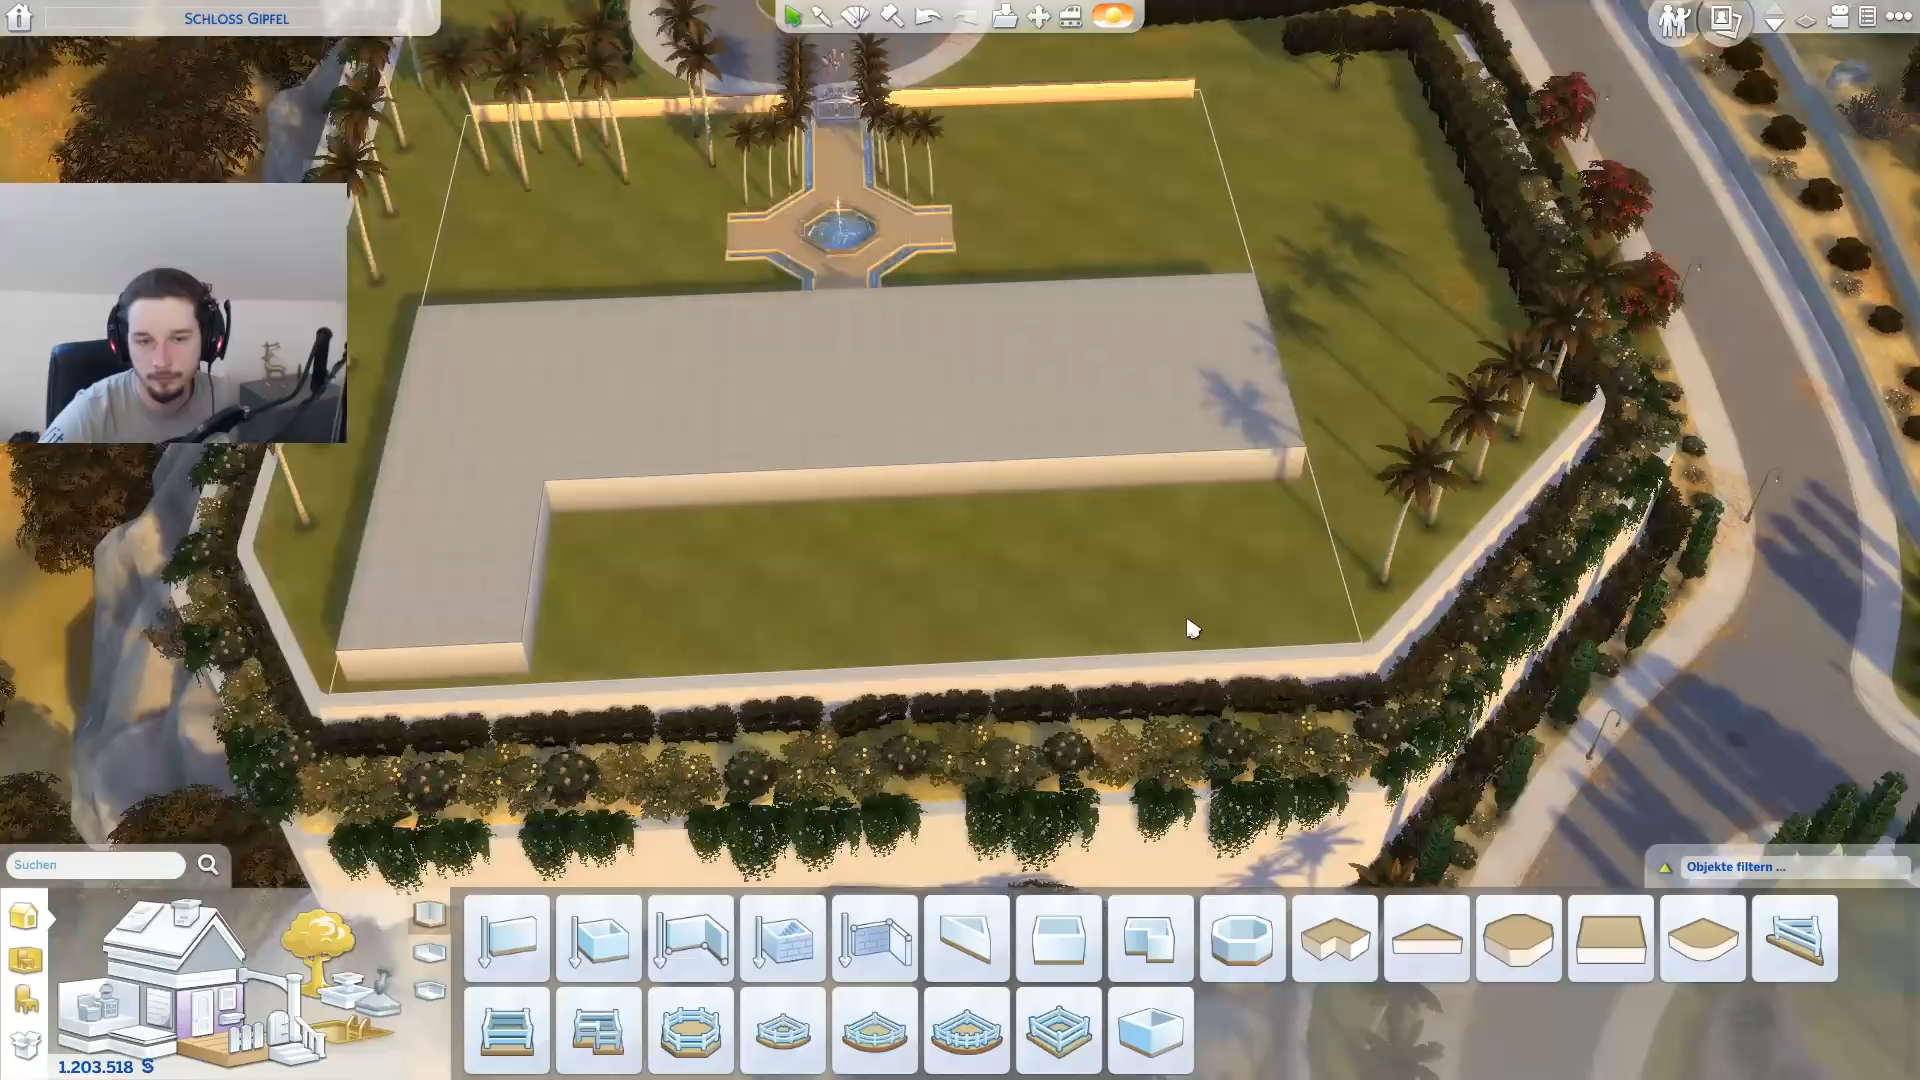 Schloss Gipfel
Suchen
Objekte filtern ...
1.203.518 S